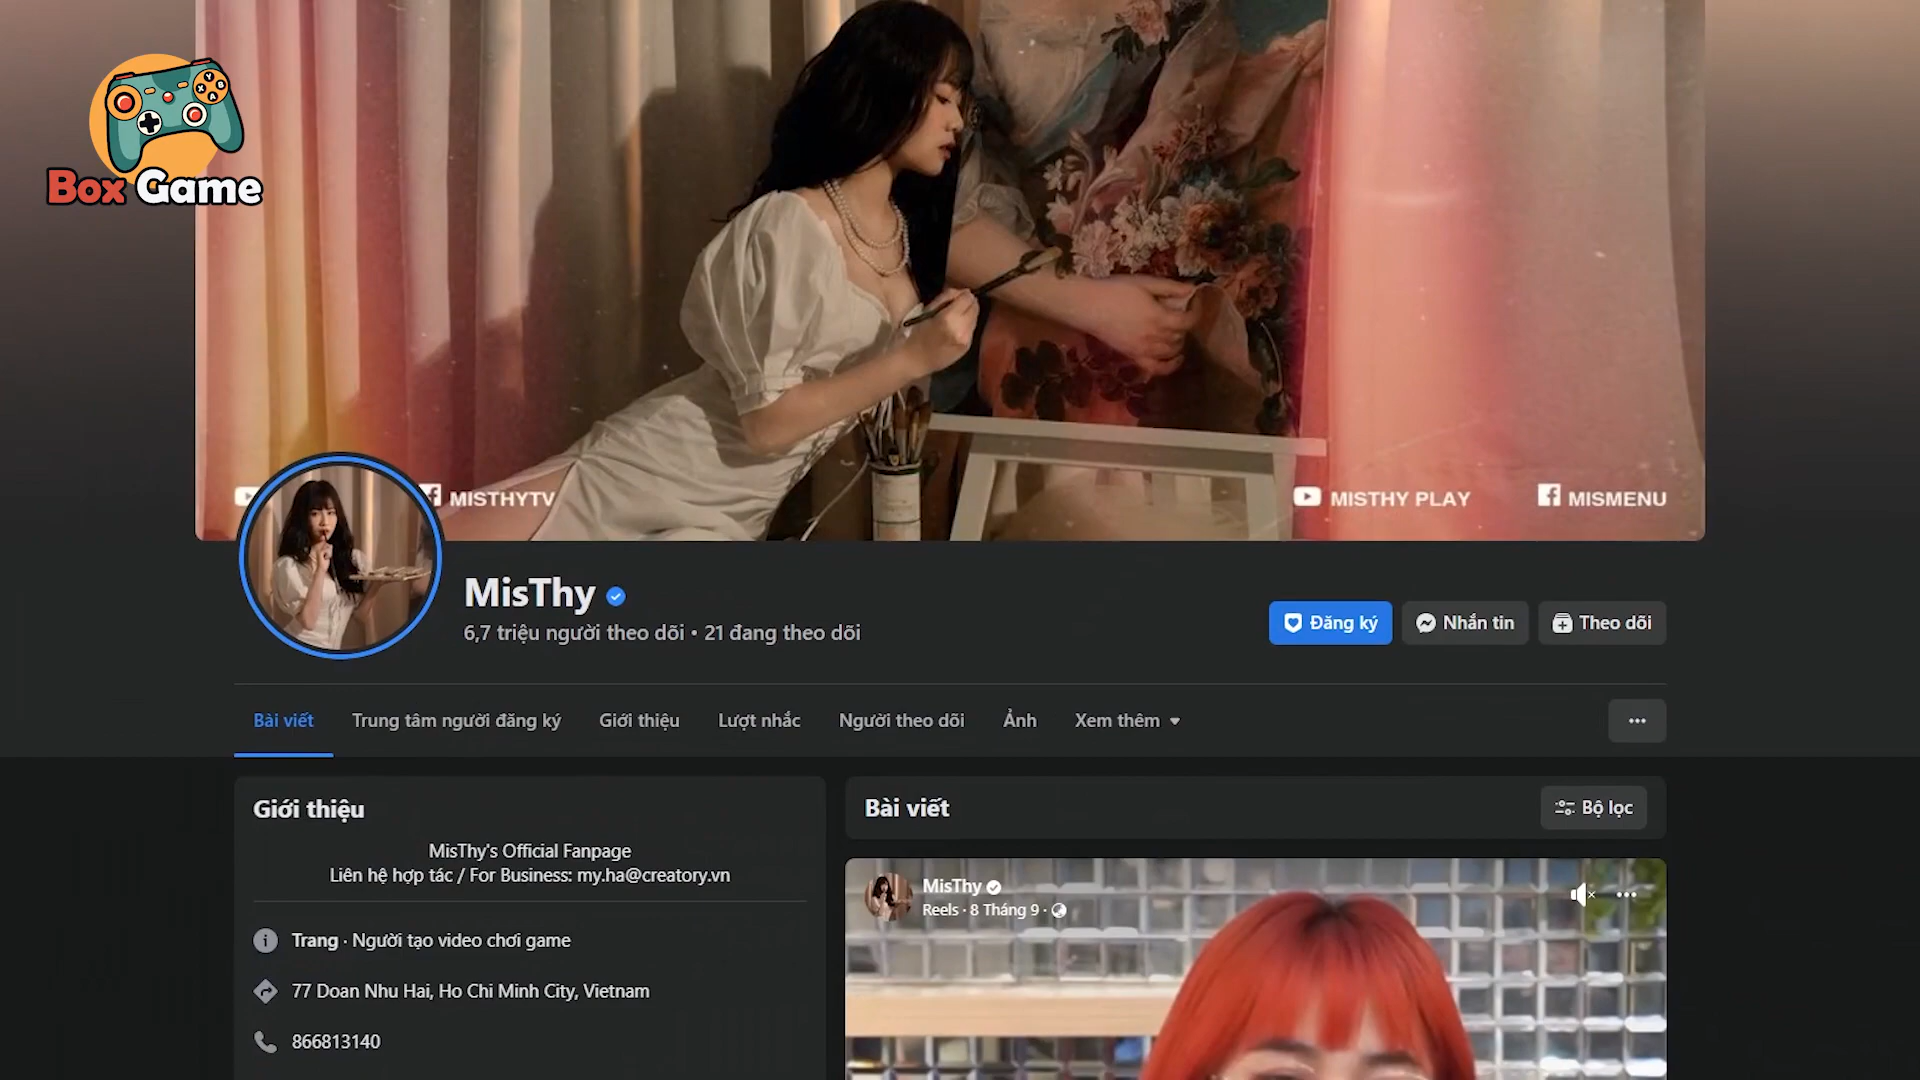 Box Game
MISTHYTV
MISTHY PLAY
MISMENU
MisThy
6,7 triệu người theo dõi • 21 đang theo dõi
Đăng ký
Nhắn tin
Theo dõi
Bài viết
Trung tâm người đăng ký
Giới thiệu
Lượt nhắc
Người theo dõi
Ảnh
Xem thêm
Giới thiệu
MisThy's Official Fanpage
Liên hệ hợp tác / For Business: my.ha@creatory.vn
Trang · Người tạo video chơi game
77 Doan Nhu Hai, Ho Chi Minh City, Vietnam
866813140
Bài viết
Bộ lọc
MisThy
Reels · 8 Tháng 9 ·